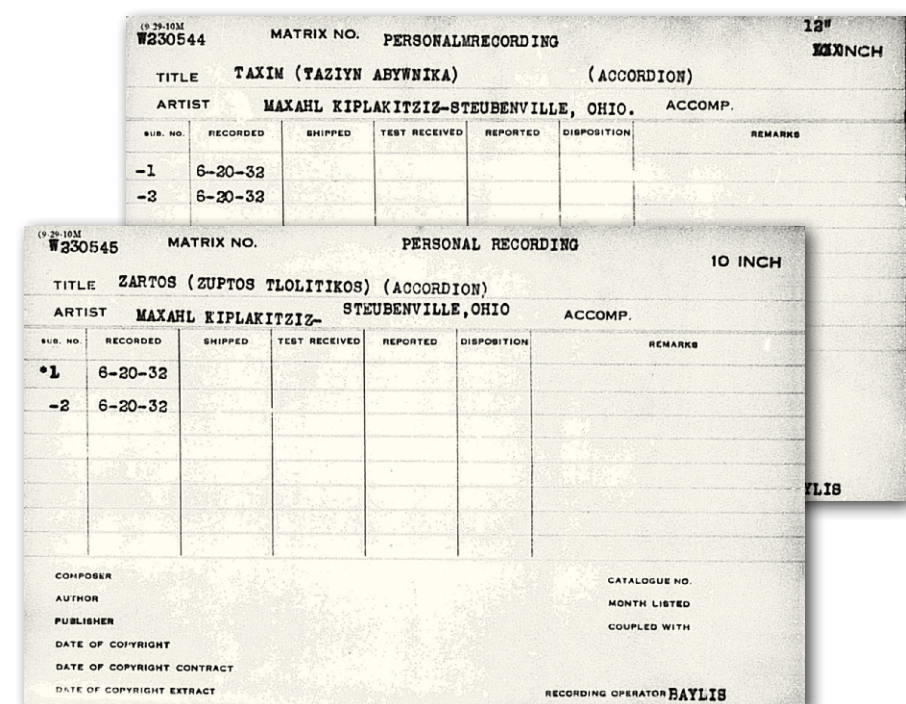 (9-29-10M
W230544 MATRIX NO. PERSONALMRECORDING 12"
XXXINCH
TITLE TAXIM (TAZIYN ABYWNIKA) (ACCORDION)
ARTIST MAXAHL KIPLAKITZIZ-STEUBENVILLE, OHIO. ACCOMP.
SUB. NO. RECORDED SHIPPED TEST RECEIVED REPORTED DISPOSITION REMARKS
-1 6-20-32
-2 6-20-32
YLIS
(9-29-10M
W230545 MATRIX NO. PERSONAL RECORDING
10 INCH
TITLE ZARTOS (ZUPTOS TLOLITIKOS) (ACCORDION)
ARTIST MAXAHL KIPLAKITZIZ- STEUBENVILLE,OHIO ACCOMP.
SUB. NO. RECORDED SHIPPED TEST RECEIVED REPORTED DISPOSITION REMARKS
*1 6-20-32
-2 6-20-32
COMPOSER
AUTHOR
PUBLISHER
DATE OF COPYRIGHT
DATE OF COPYRIGHT CONTRACT
DATE OF COPYRIGHT EXTRACT
CATALOGUE NO.
MONTH LISTED
COUPLED WITH
RECORDING OPERATOR BAYLIS